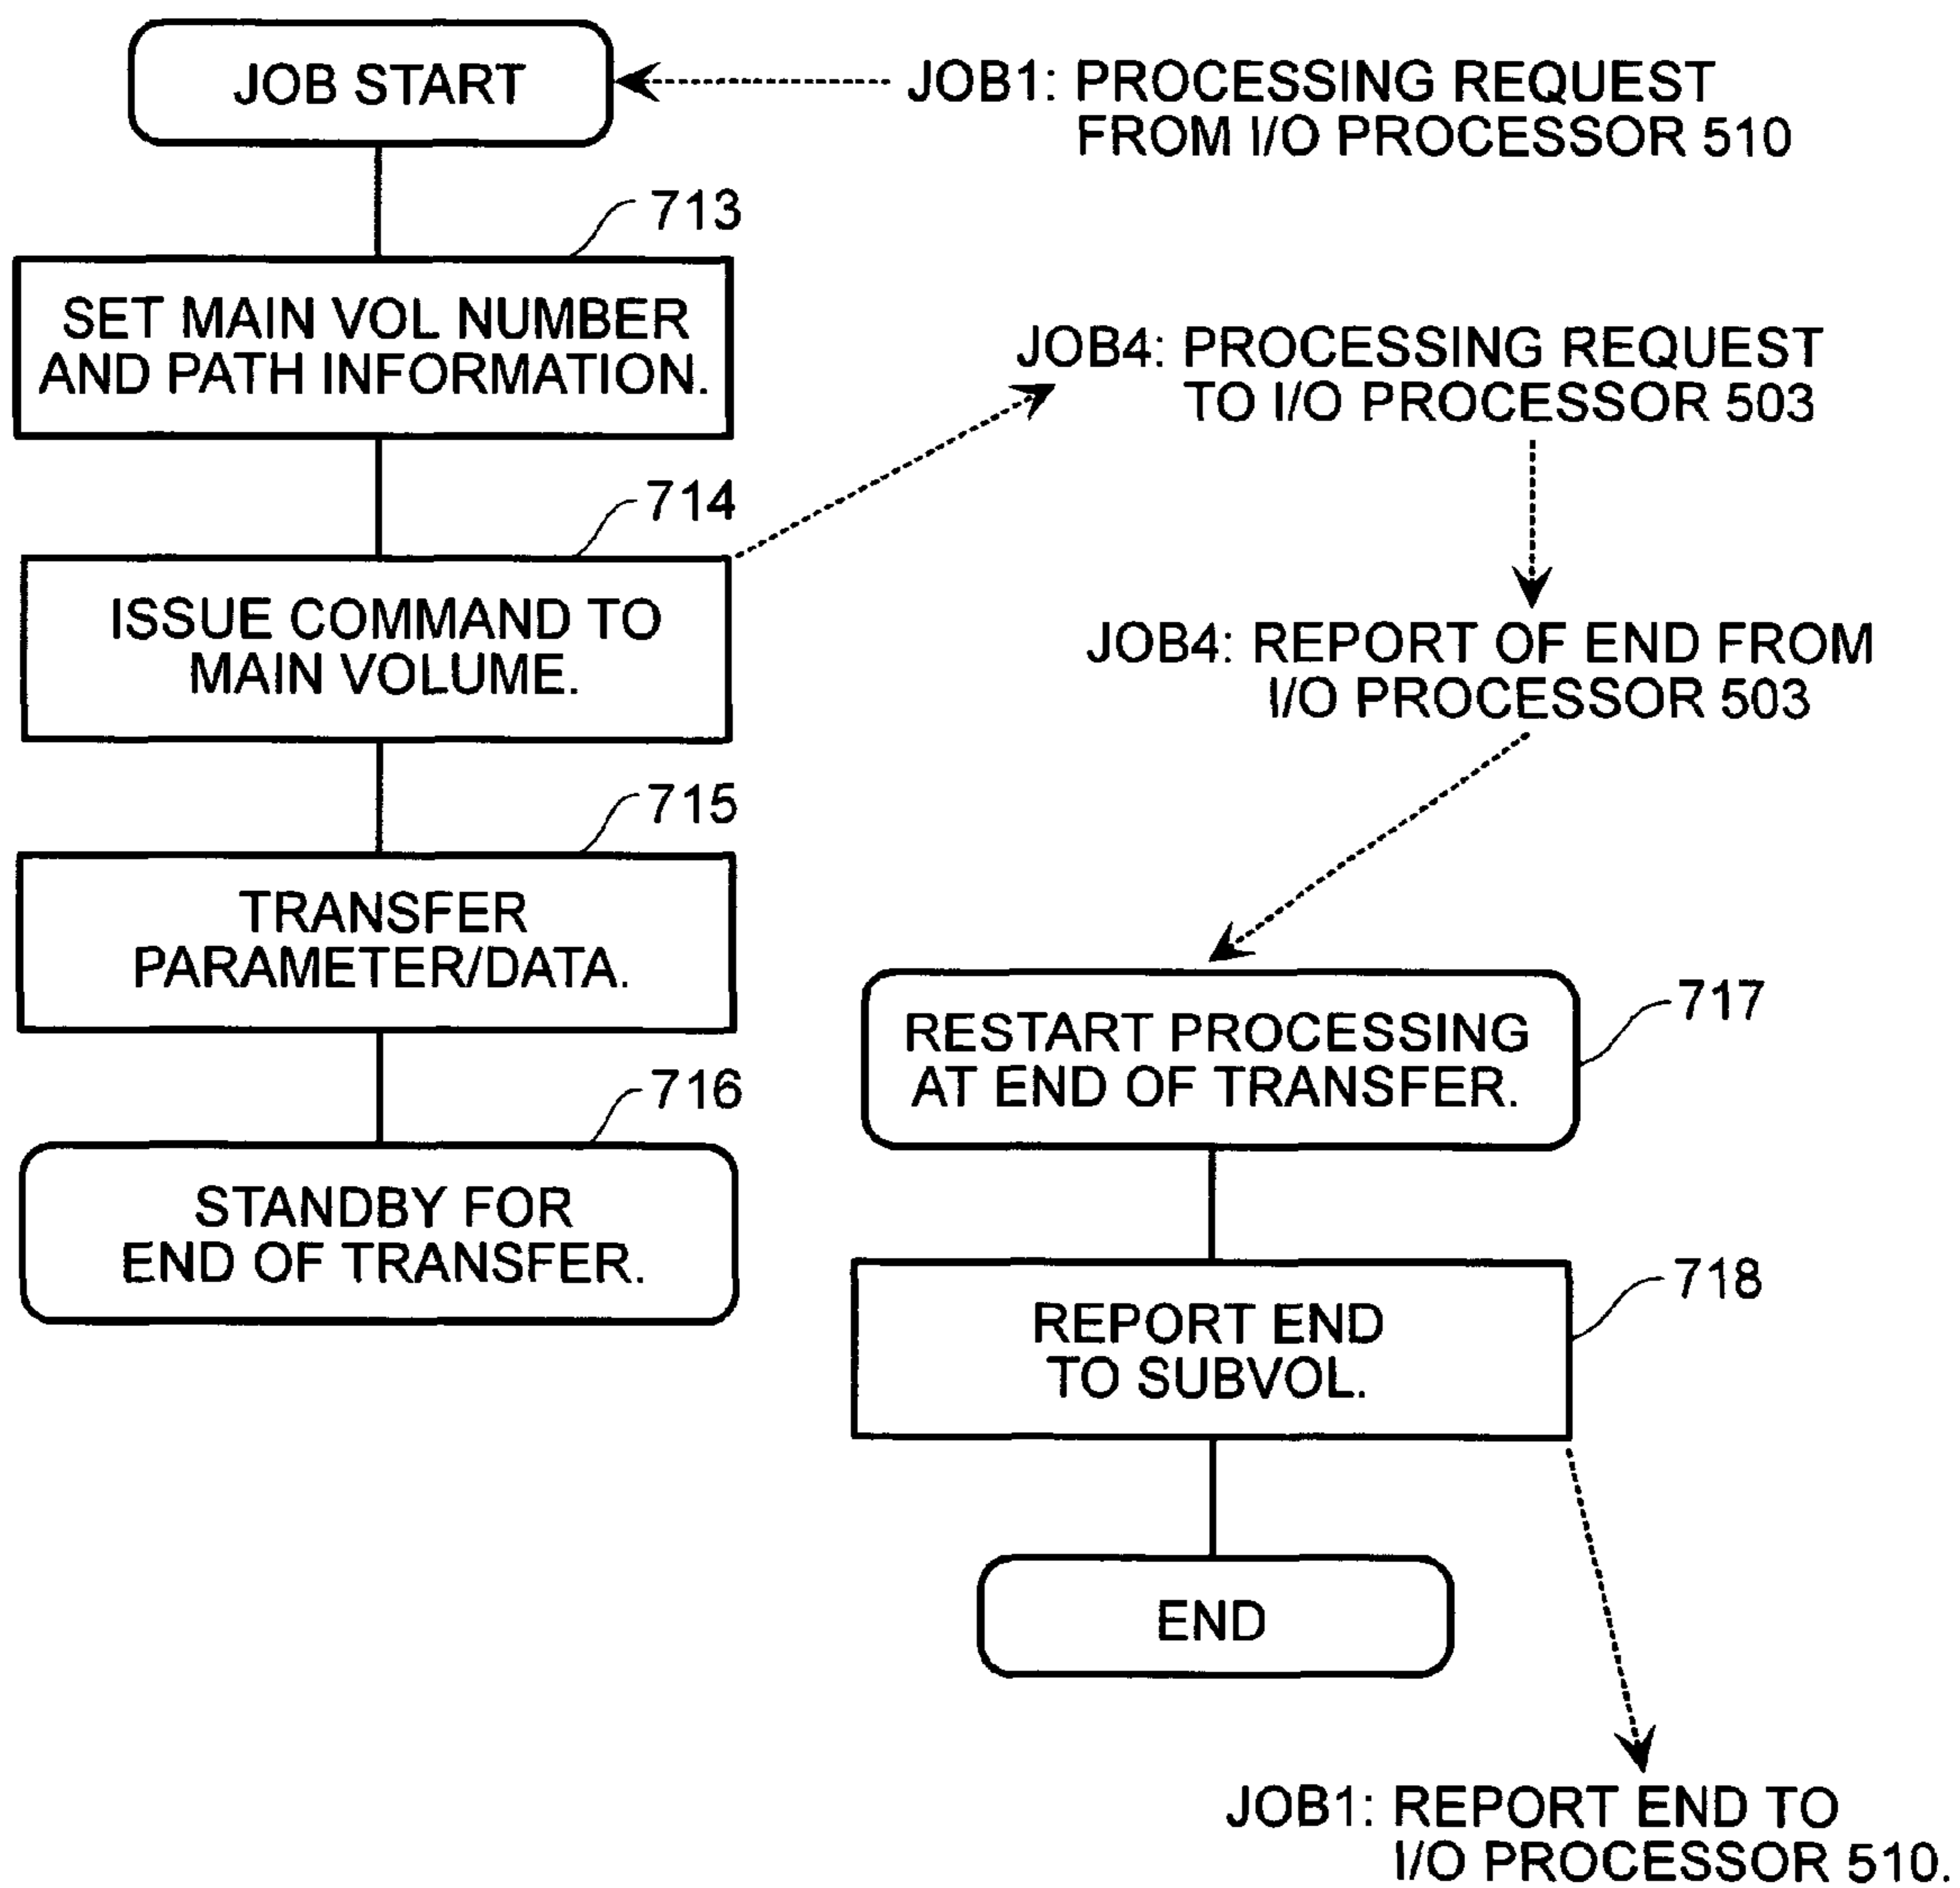 JOB START
JOB1: PROCESSING REQUEST
FROM I/O PROCESSOR 510
713
SET MAIN VOL NUMBER
AND PATH INFORMATION.
JOB4: PROCESSING REQUEST
TO I/O PROCESSOR 503
714
ISSUE COMMAND TO
MAIN VOLUME.
JOB4: REPORT OF END FROM
I/O PROCESSOR 503
715
TRANSFER
PARAMETER/DATA.
716
STANDBY FOR
END OF TRANSFER.
717
RESTART PROCESSING
AT END OF TRANSFER.
718
REPORT END
TO SUBVOL.
END
JOB1: REPORT END TO
I/O PROCESSOR 510.